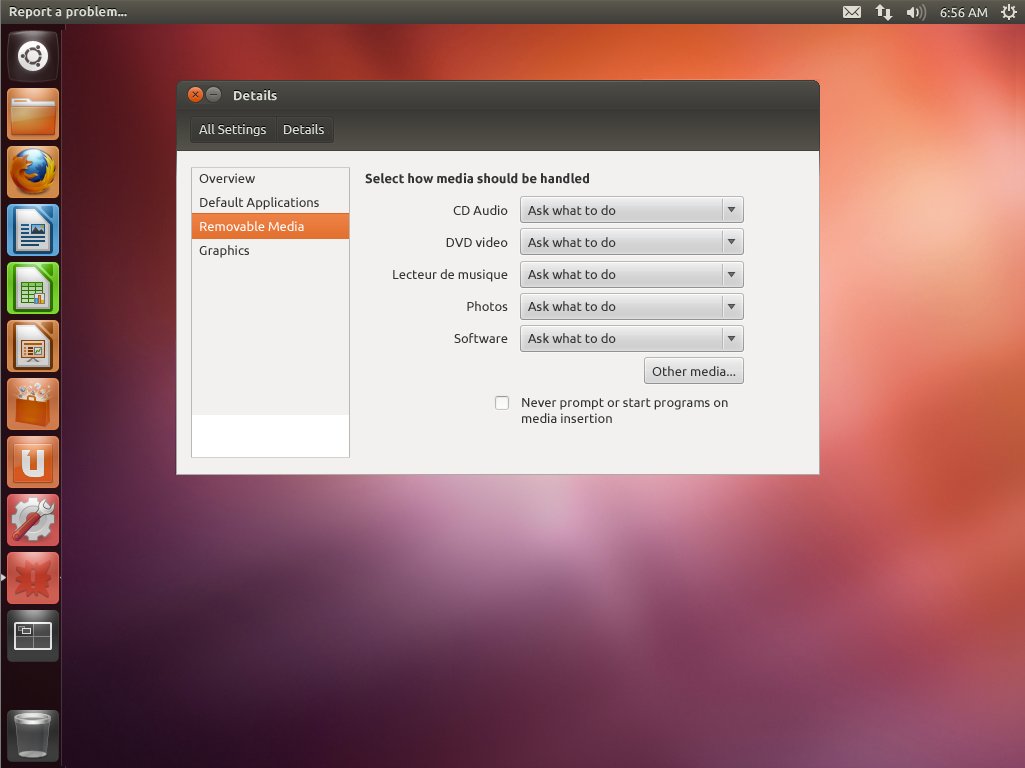 Report a problem...
6:56 AM
Details
All Settings
Details
Overview
Default Applications
Removable Media
Graphics
Select how media should be handled
CD Audio
Ask what to do
DVD video
Ask what to do
Lecteur de musique
Ask what to do
Photos
Ask what to do
Software
Ask what to do
Other media...
Never prompt or start programs on
media insertion